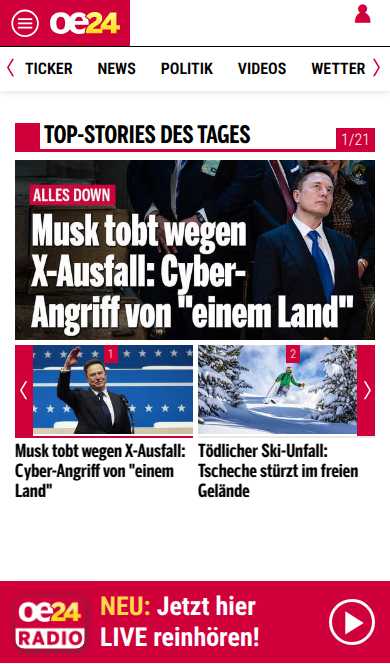 oe24
TICKER NEWS POLITIK VIDEOS WETTER
TOP-STORIES DES TAGES
1/21
ALLES DOWN
Musk tobt wegen
X-Ausfall: Cyber-
Angriff von "einem Land"
1
2
Musk tobt wegen X-Ausfall:
Cyber-Angriff von "einem
Land"
Tödlicher Ski-Unfall:
Tscheche stürzt im freien
Gelände
oe24
RADIO
NEU: Jetzt hier
LIVE reinhören!